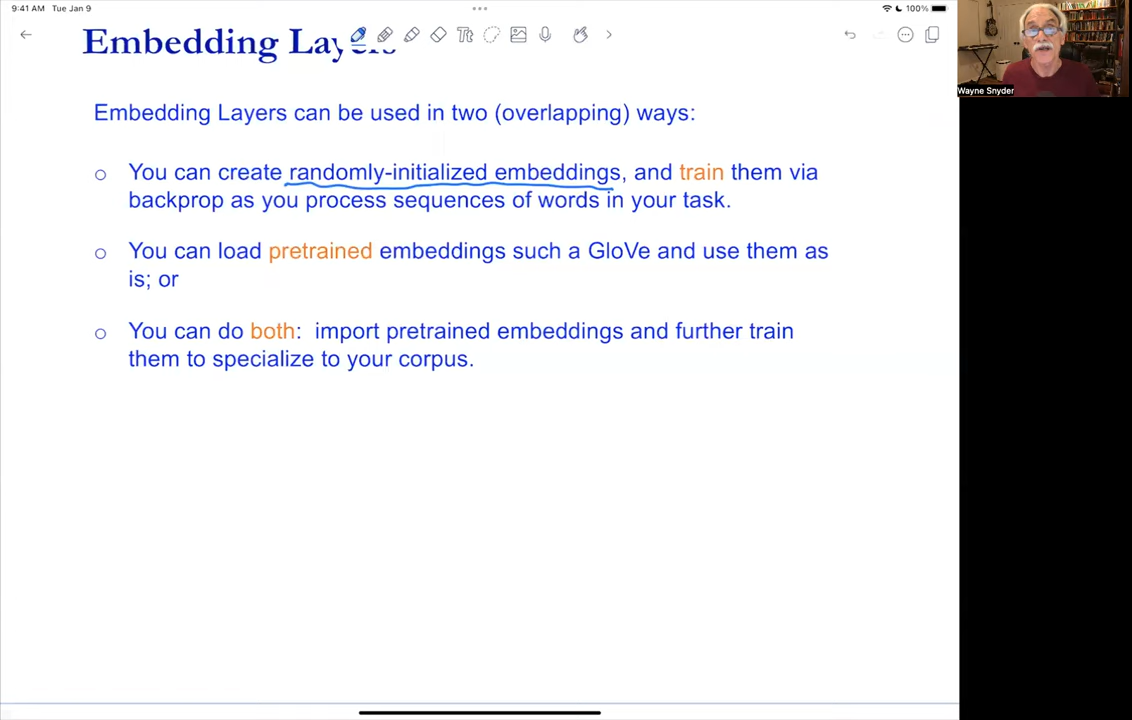 9:41 AM Tue Jan 9
100%
Embedding Layers
Tt
Wayne Snyder
Embedding Layers can be used in two (overlapping) ways:
You can create randomly-initialized embeddings, and train them via
backprop as you process sequences of words in your task.
You can load pretrained embeddings such a GloVe and use them as
is; or
You can do both: import pretrained embeddings and further train
them to specialize to your corpus.